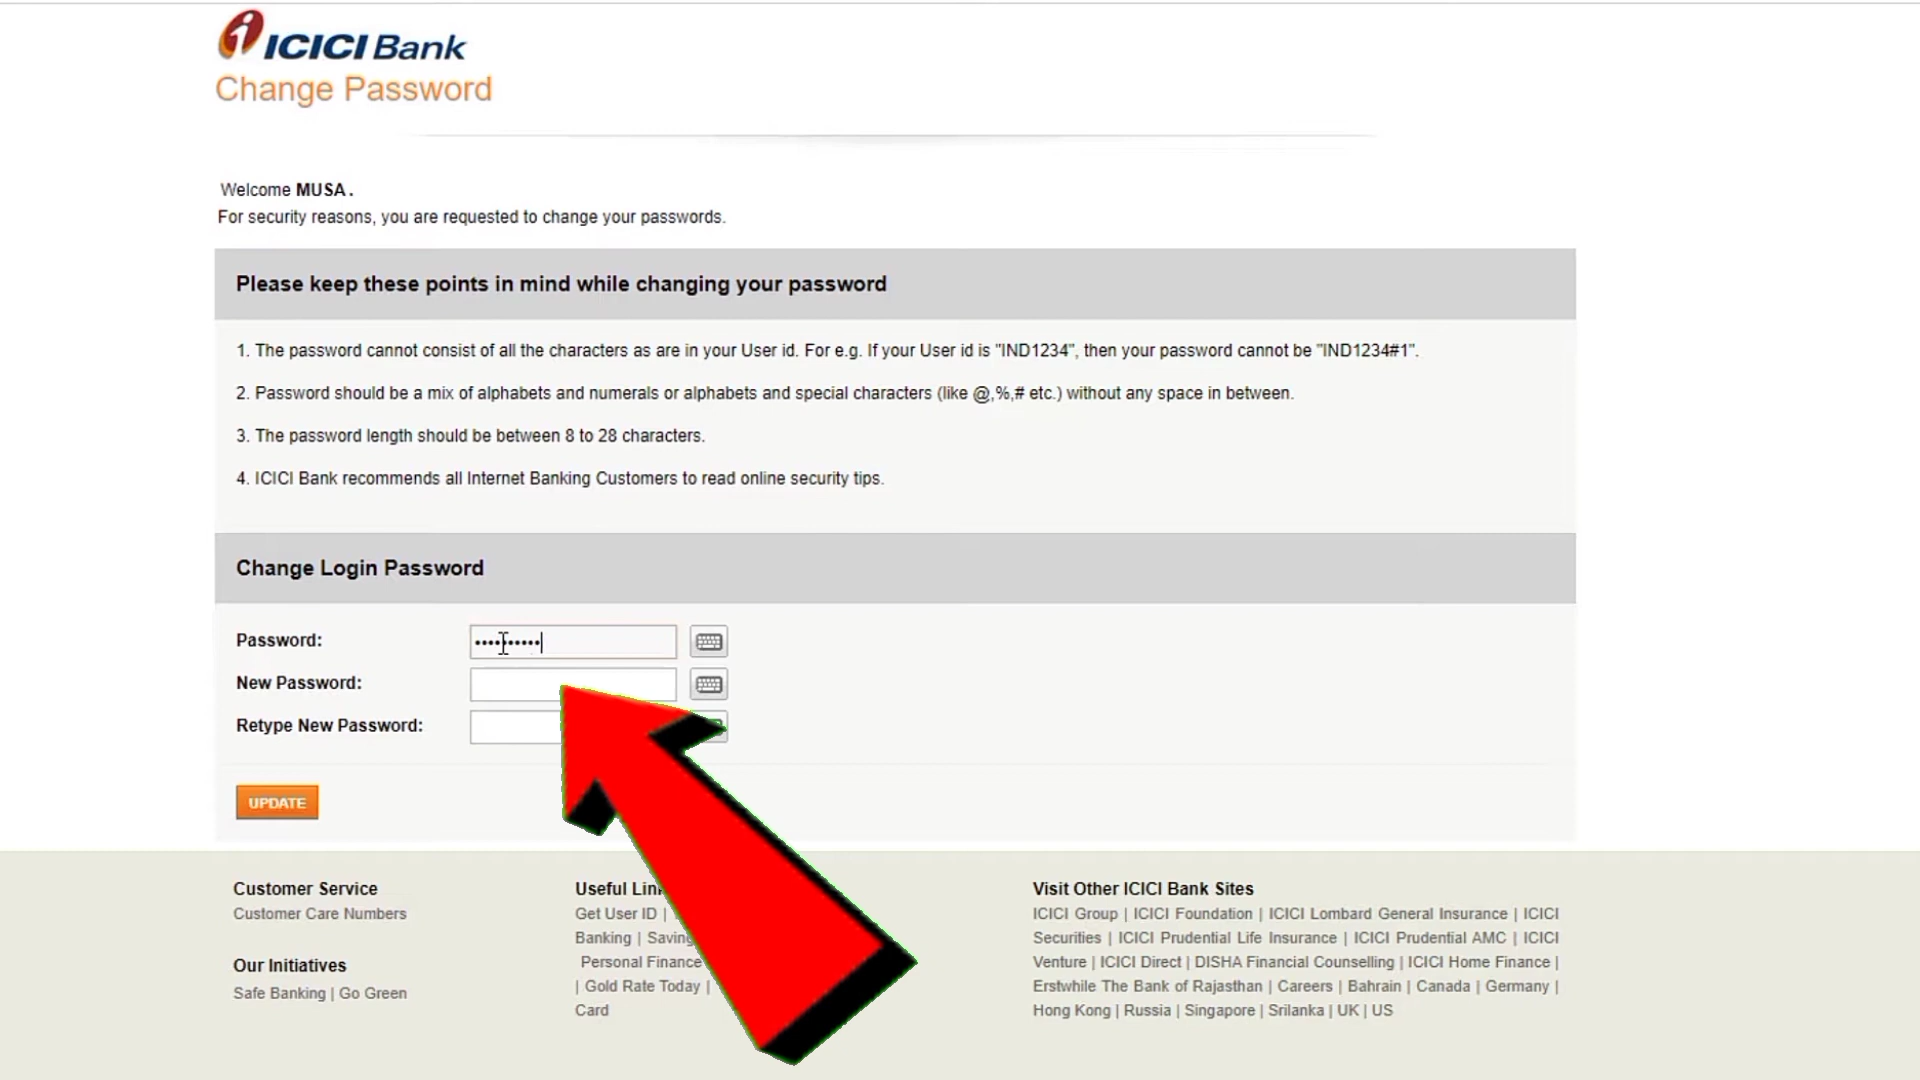 ICICI Bank
Change Password
Welcome MUSA .
For security reasons, you are requested to change your passwords.
Please keep these points in mind while changing your password
1. The password cannot consist of all the characters as are in your User id. For e.g. If your User id is "IND1234", then your password cannot be "IND1234#1".
2. Password should be a mix of alphabets and numerals or alphabets and special characters (like @,%,# etc.) without any space in between.
3. The password length should be between 8 to 28 characters.
4. ICICI Bank recommends all Internet Banking Customers to read online security tips.
Change Login Password
Password:
New Password:
Retype New Password:
UPDATE
Customer Service
Customer Care Numbers
Our Initiatives
Safe Banking | Go Green
Useful
Get User ID |
Banking |
Personal Finance
| Gold Rate Today |
Card
Visit Other ICICI Bank Sites
ICICI Group | ICICI Foundation | ICICI Lombard General Insurance | ICICI
Securities | ICICI Prudential Life Insurance | ICICI Prudential AMC | ICICI
Venture | ICICI Direct | DISHA Financial Counselling | ICICI Home Finance |
Erstwhile The Bank of Rajasthan | Careers | Bahrain | Canada | Germany |
Hong Kong | Russia | Singapore | Srilanka | UK | US